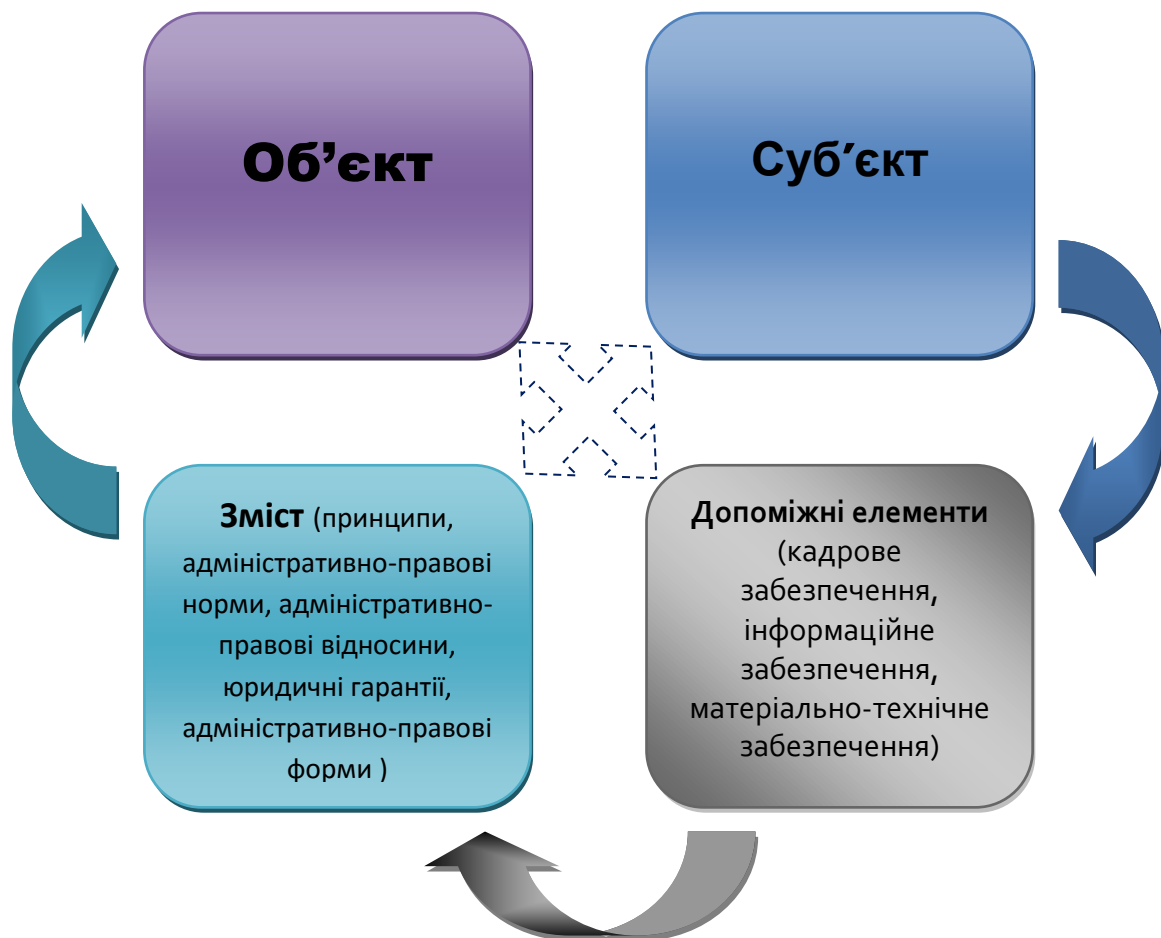 Об’єкт
Суб’єкт
Зміст (принципи,
адміністративно-правові
норми, адміністративно-
правові відносини,
юридичні гарантії,
адміністративно-правові
форми )
Допоміжні елементи
(кадрове
забезпечення,
інформаційне
забезпечення,
матеріально-технічне
забезпечення)